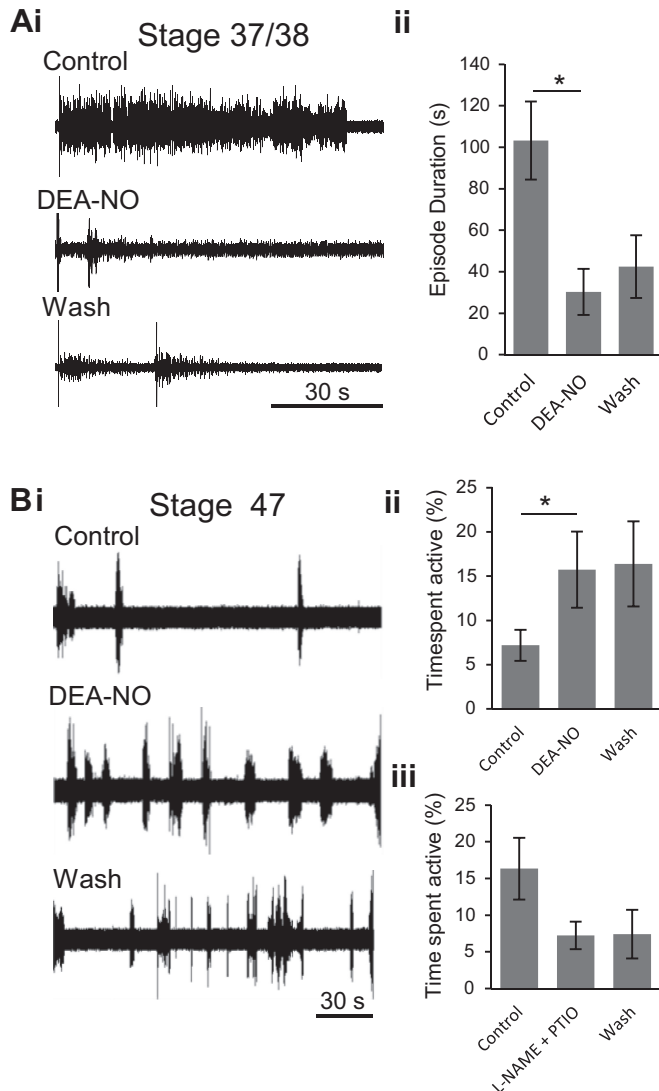 Ai
Stage 37/38
Control
DEA-NO
Wash
30 s
ii
Episode Duration (s)
140
120
100
80
60
40
20
0
*
Control
DEA-NO
Wash
Bi
Stage 47
Control
DEA-NO
Wash
30 s
ii
Timespent active (%)
25
20
15
10
5
0
*
Control
DEA-NO
Wash
iii
Time spent active (%)
25
20
15
10
5
0
Control
L-NAME + PTIO
Wash